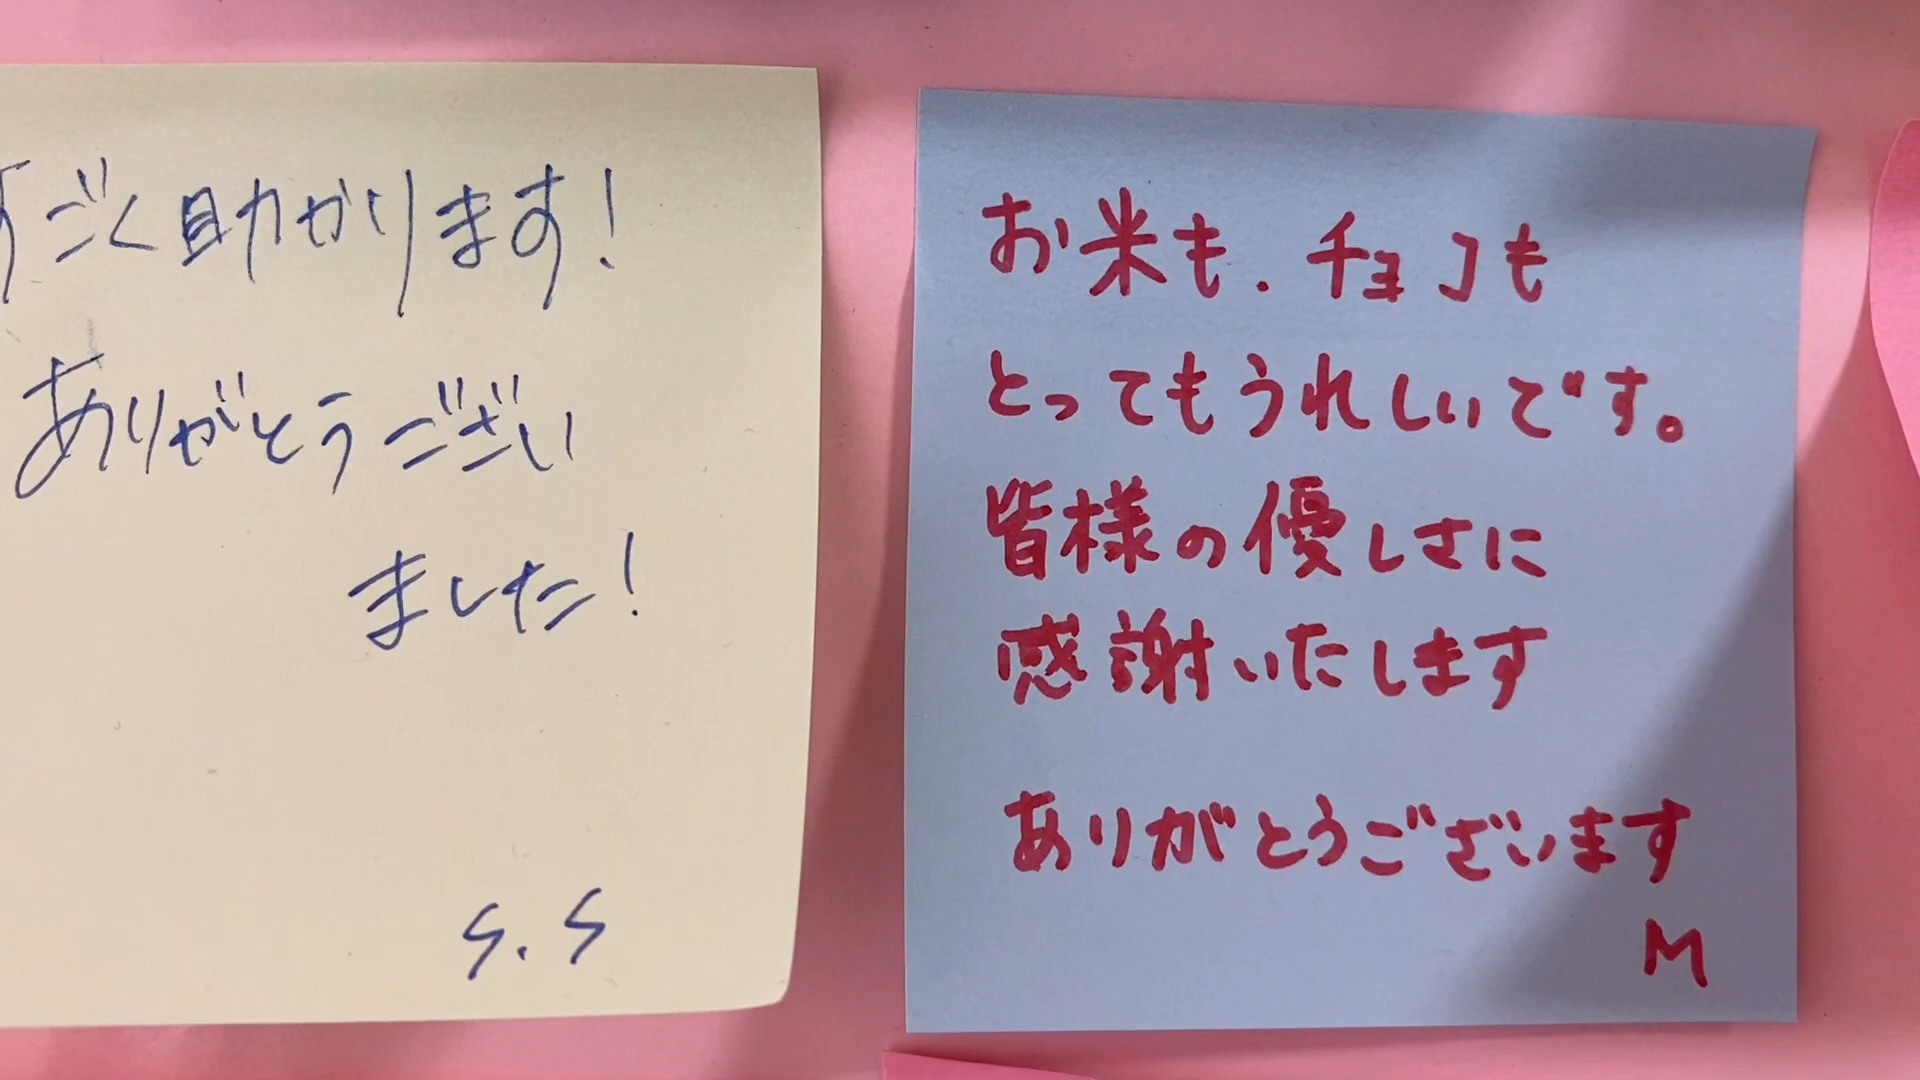 すごく助かります!
ありがとうござい
ました!
S.S
お米も.チョコも
とってもうれしいです。
皆様の優しさに
感謝いたします
ありがとうございます
M